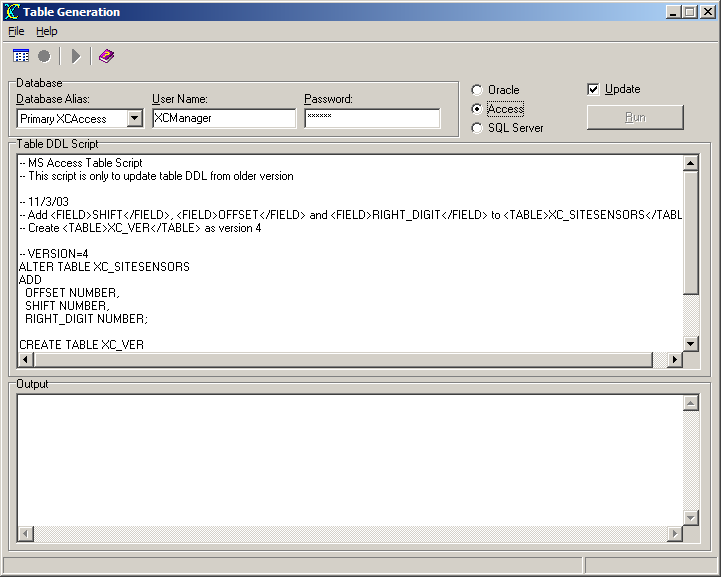 Table Generation
File Help
Database
Database Alias: User Name: Password:
Primary XCAccess XCManager ××××××
Oracle
Access
SQL Server
Update
Run
Table DDL Script
-- MS Access Table Script
-- This script is only to update table DDL from older version
-- 11/3/03
-- Add <FIELD>SHIFT</FIELD>, <FIELD>OFFSET</FIELD> and <FIELD>RIGHT_DIGIT</FIELD> to <TABLE>XC_SITESENSORS</TABL
-- Create <TABLE>XC_VER</TABLE> as version 4
-- VERSION=4
ALTER TABLE XC_SITESENSORS
ADD
OFFSET NUMBER,
SHIFT NUMBER,
RIGHT_DIGIT NUMBER;
CREATE TABLE XC_VER
Output